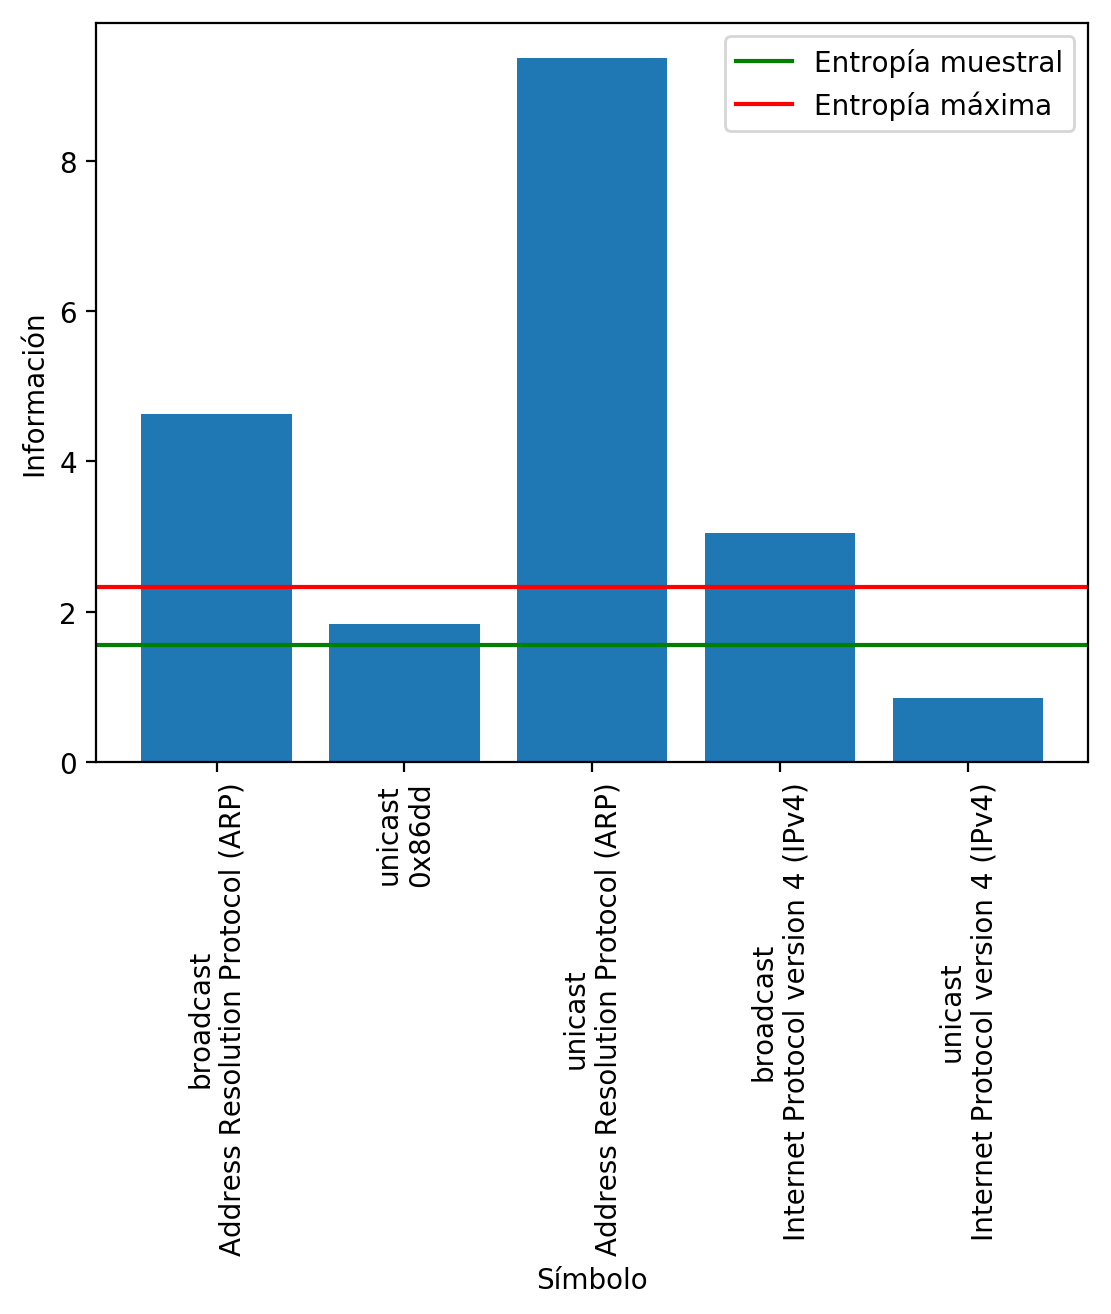 Entropía muestral
Entropía máxima
Información
8
6
4
2
0
broadcast
Address Resolution Protocol (ARP)
unicast
0x86dd
unicast
Address Resolution Protocol (ARP)
broadcast
Internet Protocol version 4 (IPv4)
unicast
Internet Protocol version 4 (IPv4)
Símbolo